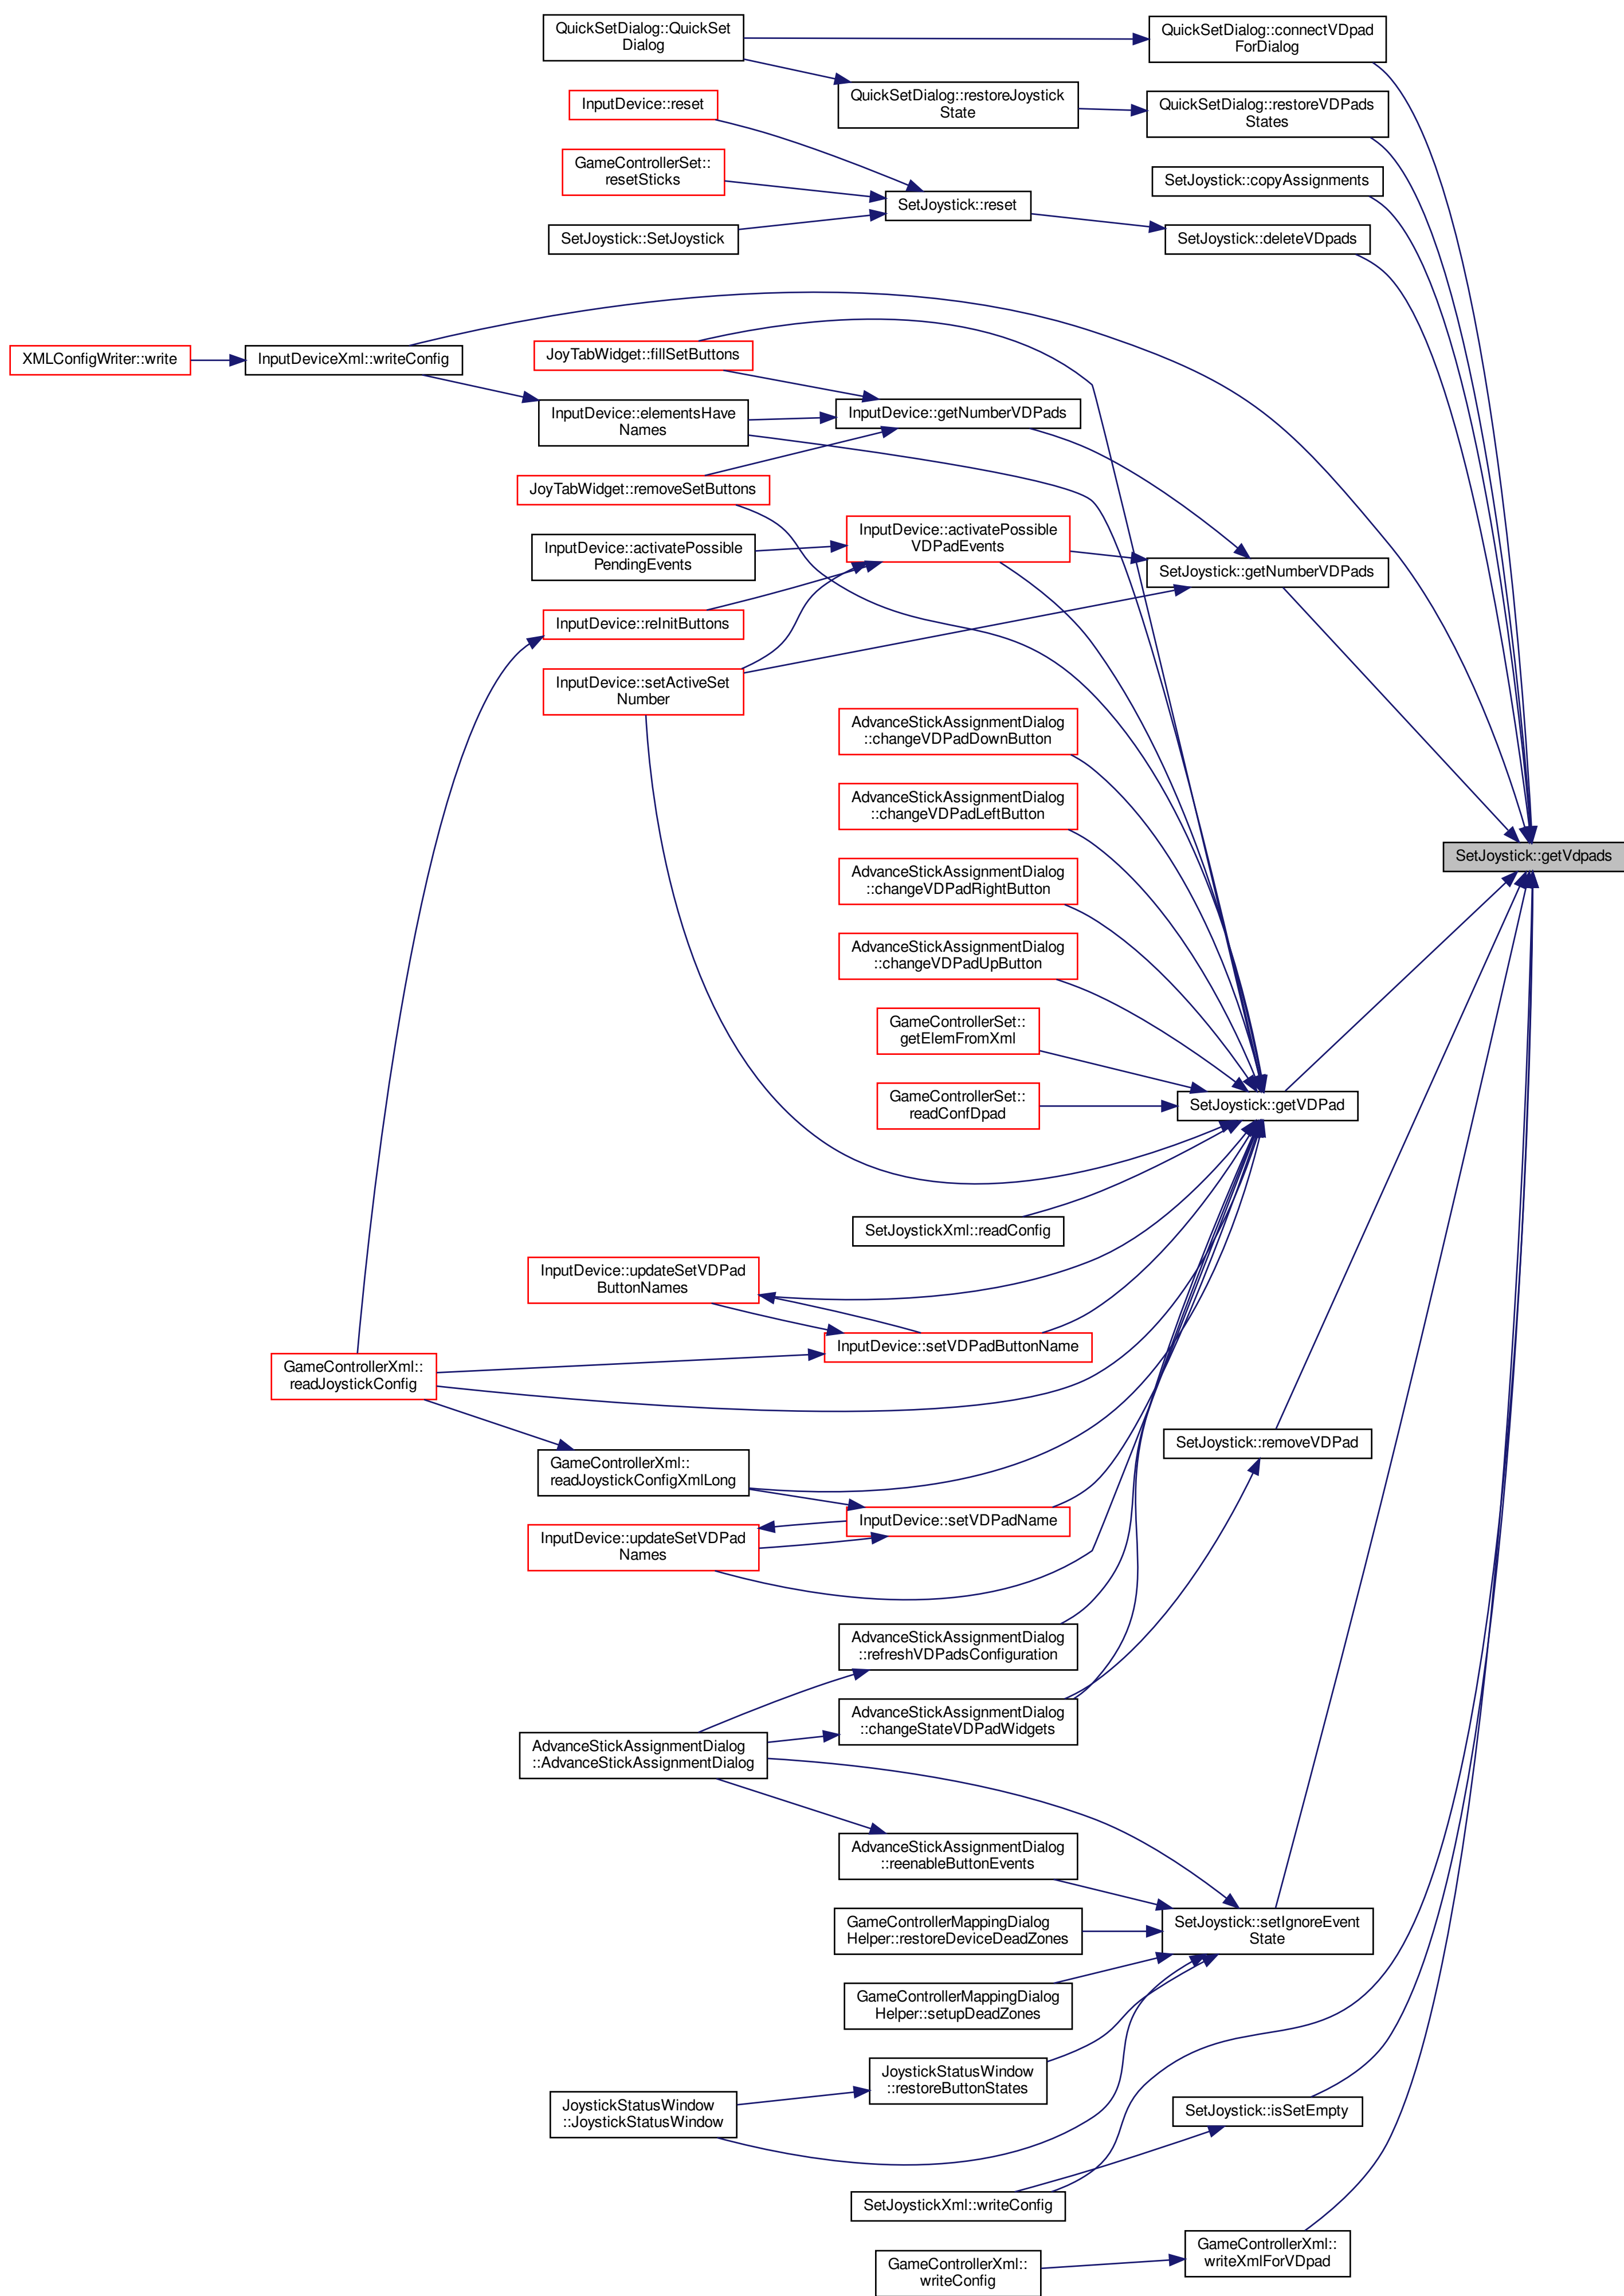 QuickSetDialog::QuickSet
Dialog
QuickSetDialog::connectVDpad
ForDialog
QuickSetDialog::restoreJoystick
State
InputDevice::reset
QuickSetDialog::restoreVDPads
States
GameControllerSet::
resetSticks
SetJoystick::copyAssignments
SetJoystick::reset
SetJoystick::SetJoystick
SetJoystick::deleteVDpads
XMLConfigWriter::write
InputDeviceXml::writeConfig
JoyTabWidget::fillSetButtons
InputDevice::elementsHave
Names
InputDevice::getNumberVDPads
JoyTabWidget::removeSetButtons
InputDevice::activatePossible
VDPadEvents
InputDevice::activatePossible
PendingEvents
SetJoystick::getNumberVDPads
InputDevice::reInitButtons
InputDevice::setActiveSet
Number
AdvanceStickAssignmentDialog
::changeVDPadDownButton
AdvanceStickAssignmentDialog
::changeVDPadLeftButton
SetJoystick::getVdpads
AdvanceStickAssignmentDialog
::changeVDPadRightButton
AdvanceStickAssignmentDialog
::changeVDPadUpButton
GameControllerSet::
getElemFromXml
GameControllerSet::
readConfDpad
SetJoystick::getVDPad
SetJoystickXml::readConfig
InputDevice::updateSetVDPad
ButtonNames
InputDevice::setVDPadButtonName
GameControllerXml::
readJoystickConfig
SetJoystick::removeVDPad
GameControllerXml::
readJoystickConfigXmlLong
InputDevice::setVDPadName
InputDevice::updateSetVDPad
Names
AdvanceStickAssignmentDialog
::refreshVDPadsConfiguration
AdvanceStickAssignmentDialog
::changeStateVDPadWidgets
AdvanceStickAssignmentDialog
::AdvanceStickAssignmentDialog
AdvanceStickAssignmentDialog
::reenableButtonEvents
SetJoystick::setIgnoreEvent
State
GameControllerMappingDialog
Helper::restoreDeviceDeadZones
GameControllerMappingDialog
Helper::setupDeadZones
JoystickStatusWindow
::restoreButtonStates
JoystickStatusWindow
::JoystickStatusWindow
SetJoystick::isSetEmpty
SetJoystickXml::writeConfig
GameControllerXml::
writeXmlForVDpad
GameControllerXml::
writeConfig